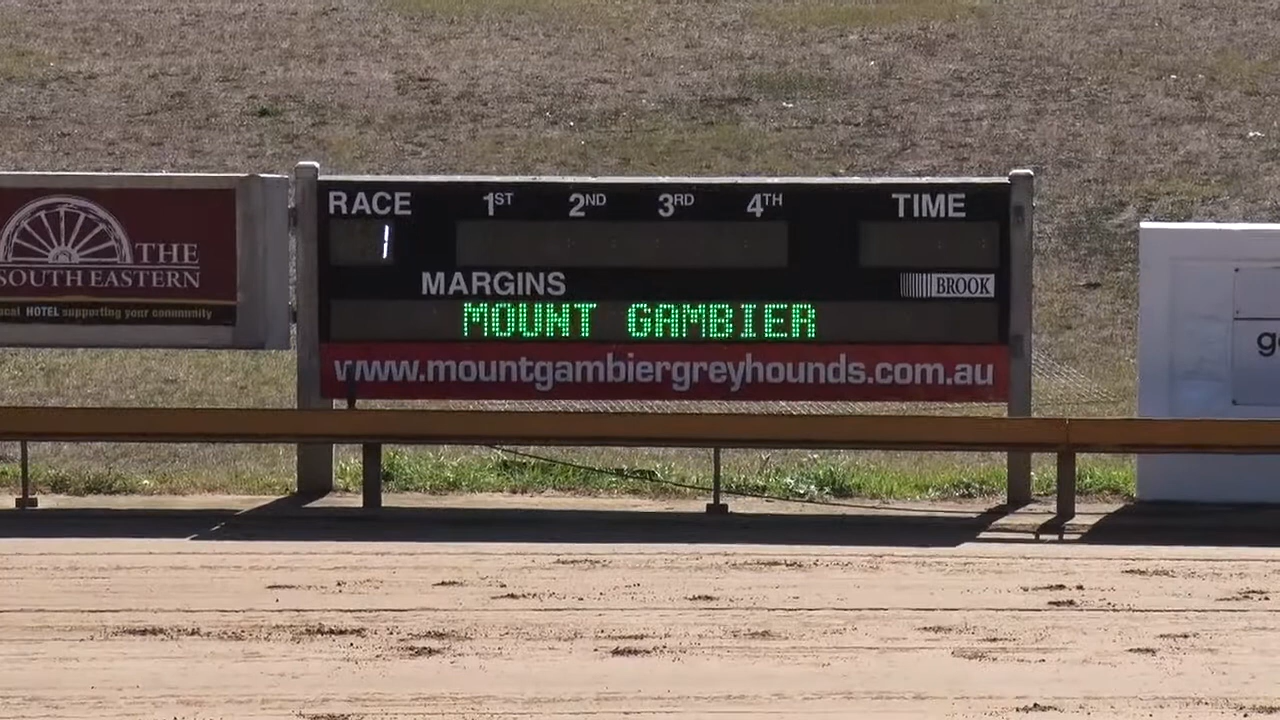 THE
SOUTH EASTERN
HOTEL supporting your community
RACE 1ST 2ND 3RD 4TH TIME
1
MARGINS BROOK
MOUNT GAMBIER
www.mountgambiergreyhounds.com.au